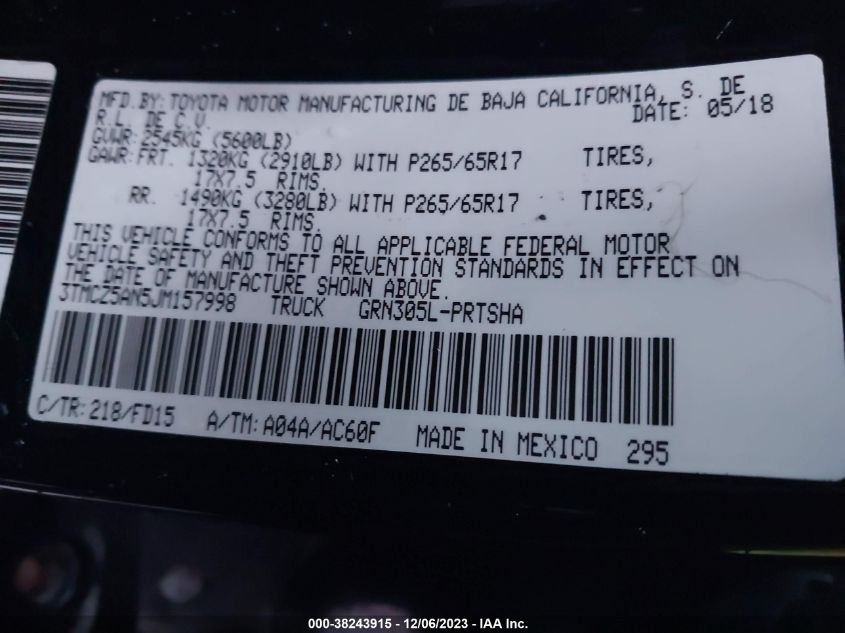 MFD. BY: TOYOTA MOTOR MANUFACTURING DE BAJA CALIFORNIA, S. DE
R.L. DE C.V. DATE: 05/18
GVWR: 2545KG (5600LB)
GAWR: FRT. 1320KG (2910LB) WITH P265/65R17 TIRES,
17X7.5 RIMS.
RR. 1490KG (3280LB) WITH P265/65R17 TIRES,
17X7.5 RIMS.
THIS VEHICLE CONFORMS TO ALL APPLICABLE FEDERAL MOTOR
VEHICLE SAFETY AND THEFT PREVENTION STANDARDS IN EFFECT ON
THE DATE OF MANUFACTURE SHOWN ABOVE.
3TMCZ5AN5JM157998 TRUCK GRN305L-PRTSHA
C/TR: 218/FD15 A/TM: A04A/AC60F MADE IN MEXICO 295
000-38243915 - 12/06/2023 - IAA Inc.